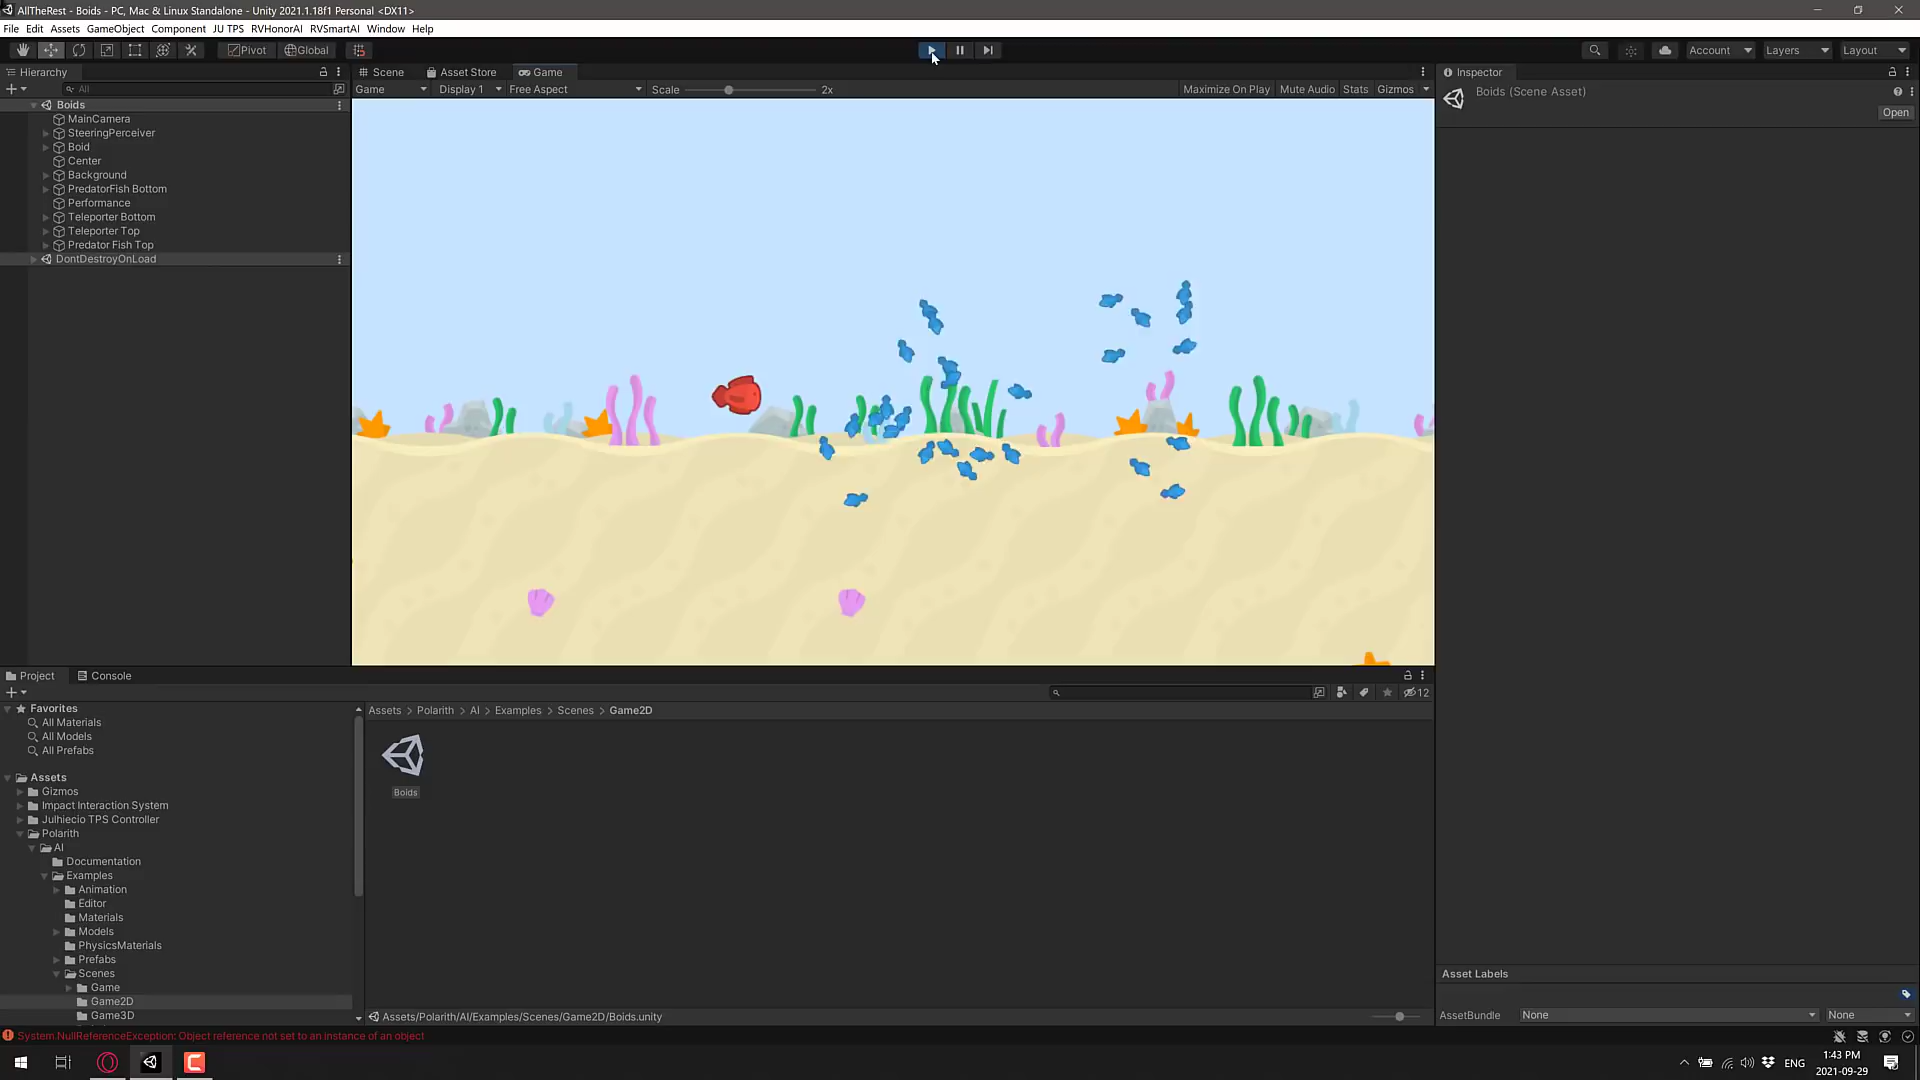 AllTheRest - Boids - PC, Mac & Linux Standalone - Unity 2021.1.18f1 Personal <DX11>
File Edit Assets GameObject Component JU TPS RVHonorAI RVSmartAI Window Help
Pivot Global Account Layers Layout
Hierarchy Scene Asset Store Game Inspector
All Game Display 1 Free Aspect Scale 2x Maximize On Play Mute Audio Stats Gizmos Boids (Scene Asset)
Open
Boids
MainCamera
SteeringPerceiver
Boid
Center
Background
PredatorFish Bottom
Performance
Teleporter Bottom
Teleporter Top
Predator Fish Top
DontDestroyOnLoad
Project Console
12
Favorites
All Materials
All Models
All Prefabs
Assets > Polarith > AI > Examples > Scenes > Game2D
Boids
Assets
Gizmos
Impact Interaction System
Julhiecio TPS Controller
Polarith
AI
Documentation
Examples
Animation
Editor
Materials
Models
PhysicsMaterials
Prefabs
Scenes
Game
Game2D
Game3D
Assets/Polarith/AI/Examples/Scenes/Game2D/Boids.unity
Asset Labels
AssetBundle None None
System.NullReferenceException: Object reference not set to an instance of an object
ENG 1:43 PM
2021-09-29